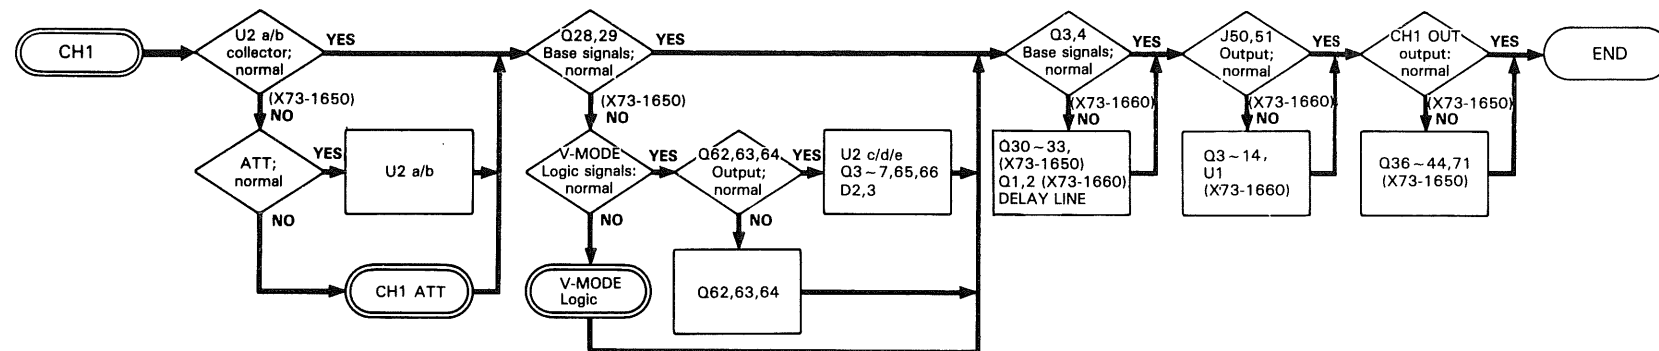 CH1
U2 a/b
collector;
normal
YES
(X73-1650)
NO
ATT;
normal
YES
NO
U2 a/b
CH1 ATT
Q28,29
Base signals;
normal
YES
(X73-1650)
NO
V-MODE
Logic signals:
normal
YES
NO
V-MODE
Logic
Q62,63,64
Output;
normal
YES
NO
Q62,63,64
U2 c/d/e
Q3~7,65,66
D2,3
Q3,4
Base signals;
normal
YES
(X73-1660)
NO
Q30~33,
(X73-1650)
Q1,2 (X73-1660)
DELAY LINE
J50,51
Output;
normal
YES
(X73-1660)
NO
Q3~14,
U1
(X73-1660)
CH1 OUT
output:
normal
YES
(X73-1650)
NO
Q36~44,71
(X73-1650)
END